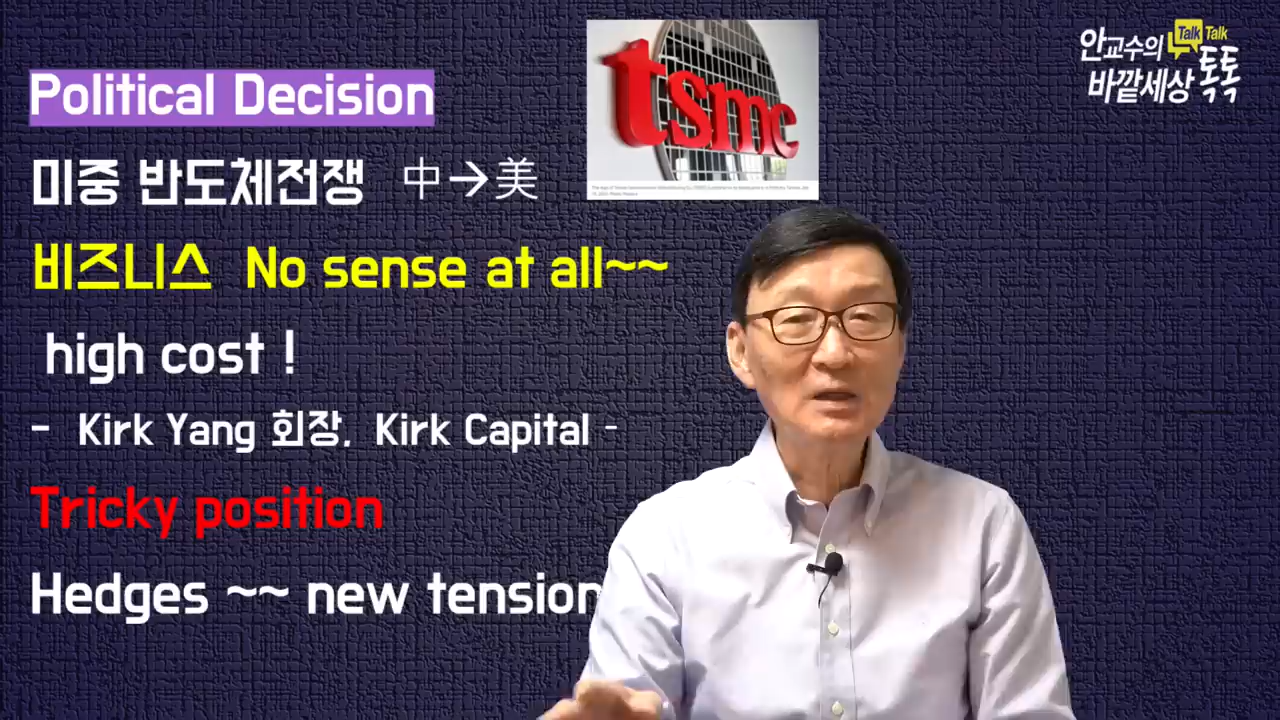 Political Decision
미중 반도체전쟁 中→美
비즈니스 No sense at all~~
high cost !
- Kirk Yang 회장, Kirk Capital -
Tricky position
Hedges ~~ new tension
tsmc
안교수의 Talk Talk
바깥세상 톡톡